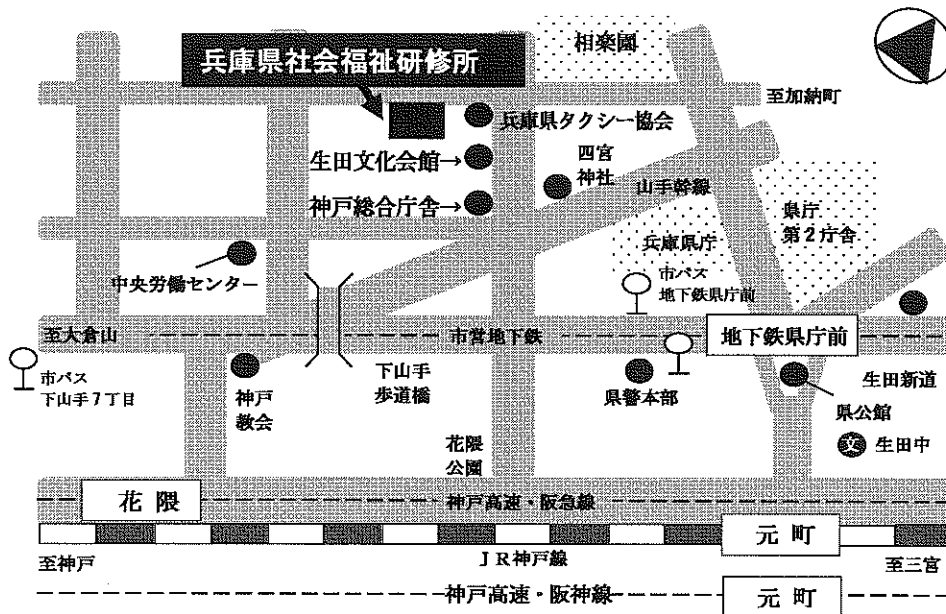 相楽園
兵庫県社会福祉研修所
至加納町
兵庫県タクシー協会
生田文化会館→
四宮
神社
山手幹線
神戸総合庁舎→
県庁
第2庁舎
兵庫県庁
中央労働センター
市バス
地下鉄県庁前
至大倉山
市営地下鉄
地下鉄県庁前
市バス
下山手7丁目
神戸
教会
下山手
歩道橋
県警本部
生田新道
県公館
文
生田中
花隈
公園
花隈
神戸高速・阪急線
元町
至神戸
JR神戸線
至三宮
神戸高速・阪神線
元町